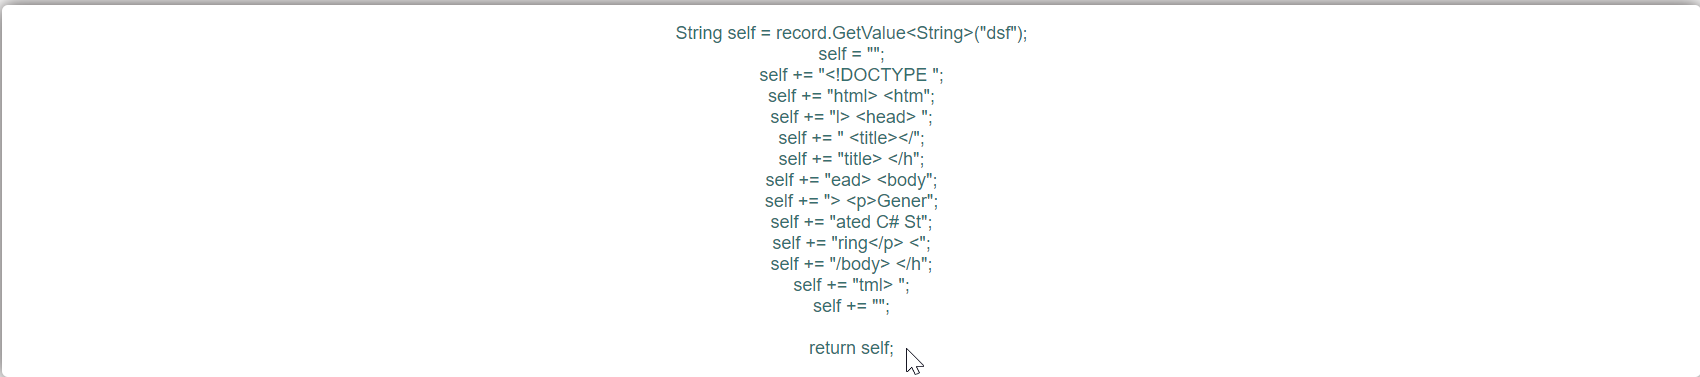 String self = record.GetValue<String>("dsf");
self = "";
self += "<!DOCTYPE ";
self += "html> <htm";
self += "l> <head> ";
self += " <title></";
self += "title> </h";
self += "ead> <body";
self += "> <p>Gener";
self += "ated C# St";
self += "ring</p> <";
self += "/body> </h";
self += "tml> ";
self += "";
return self;